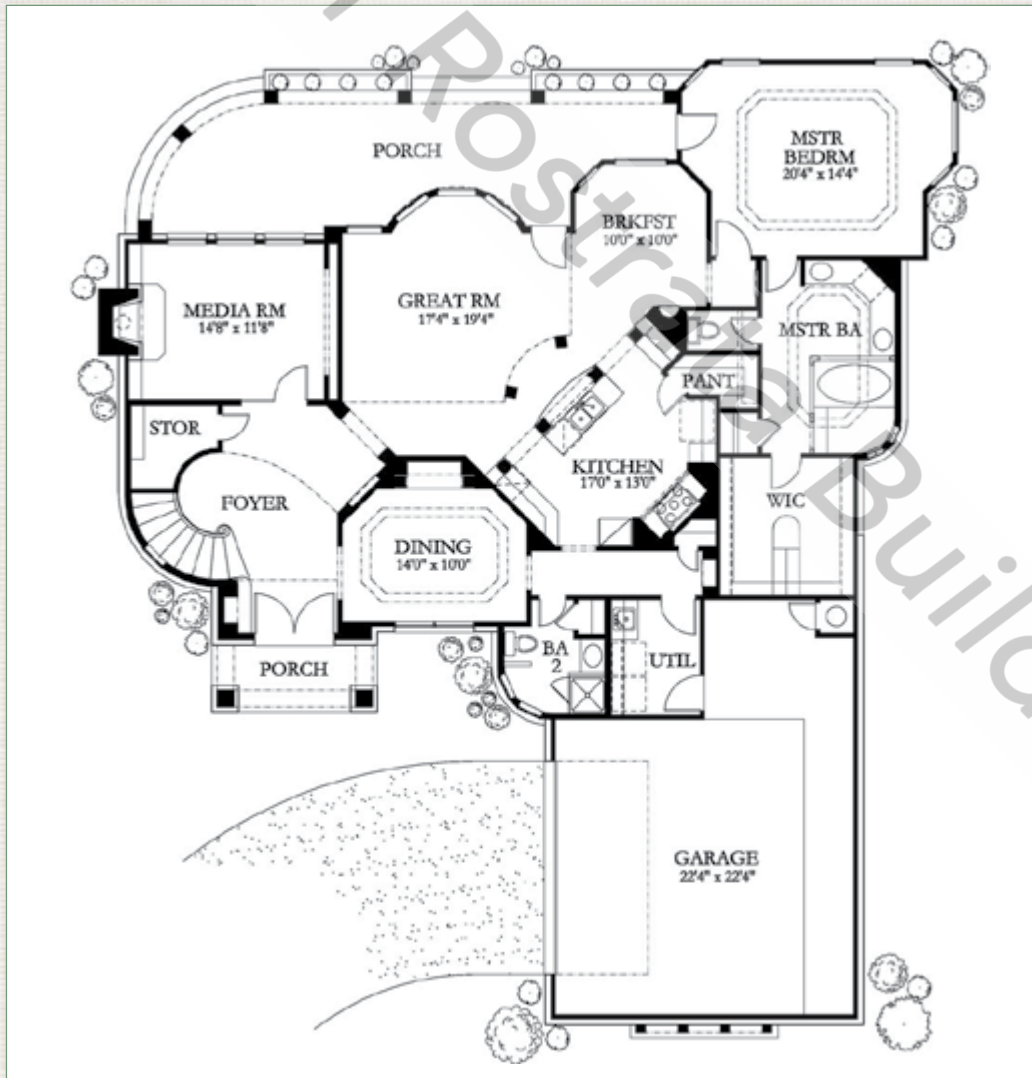 PORCH
MSTR
BEDRM
20'4" x 14'4"
BRKFST
10'0" x 10'0"
MEDIA RM
14'8" x 11'8"
GREAT RM
17'4" x 19'4"
MSTR BA
PANT
STOR
KITCHEN
17'0" x 13'0"
FOYER
WIC
DINING
14'0" x 10'0"
BA
2
UTIL
PORCH
GARAGE
22'4" x 22'4"